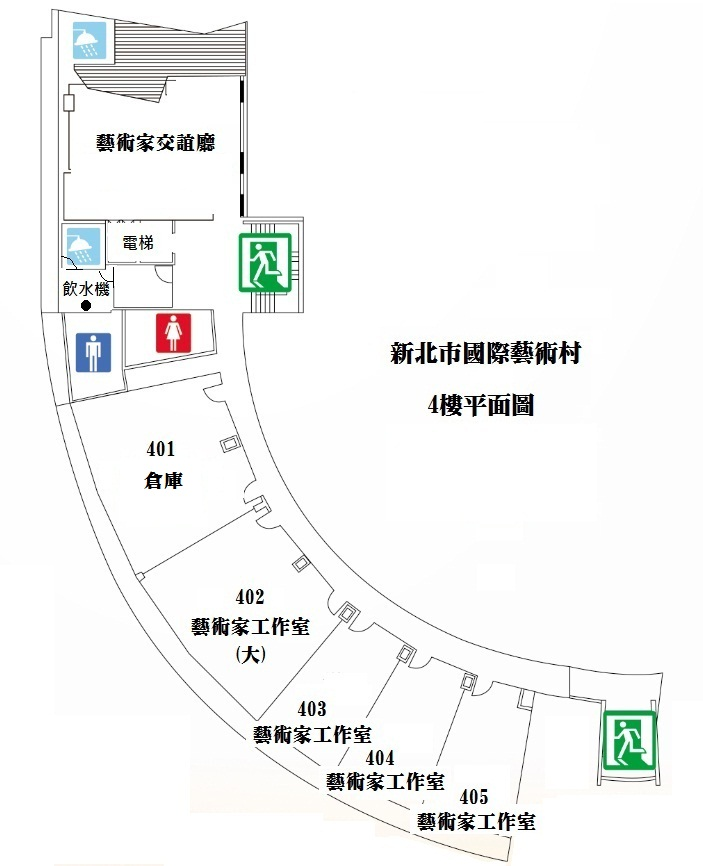 藝術家交誼廳
電梯
飲水機
新北市國際藝術村
4樓平面圖
401
倉庫
402
藝術家工作室
(大)
403
藝術家工作室
404
藝術家工作室
405
藝術家工作室